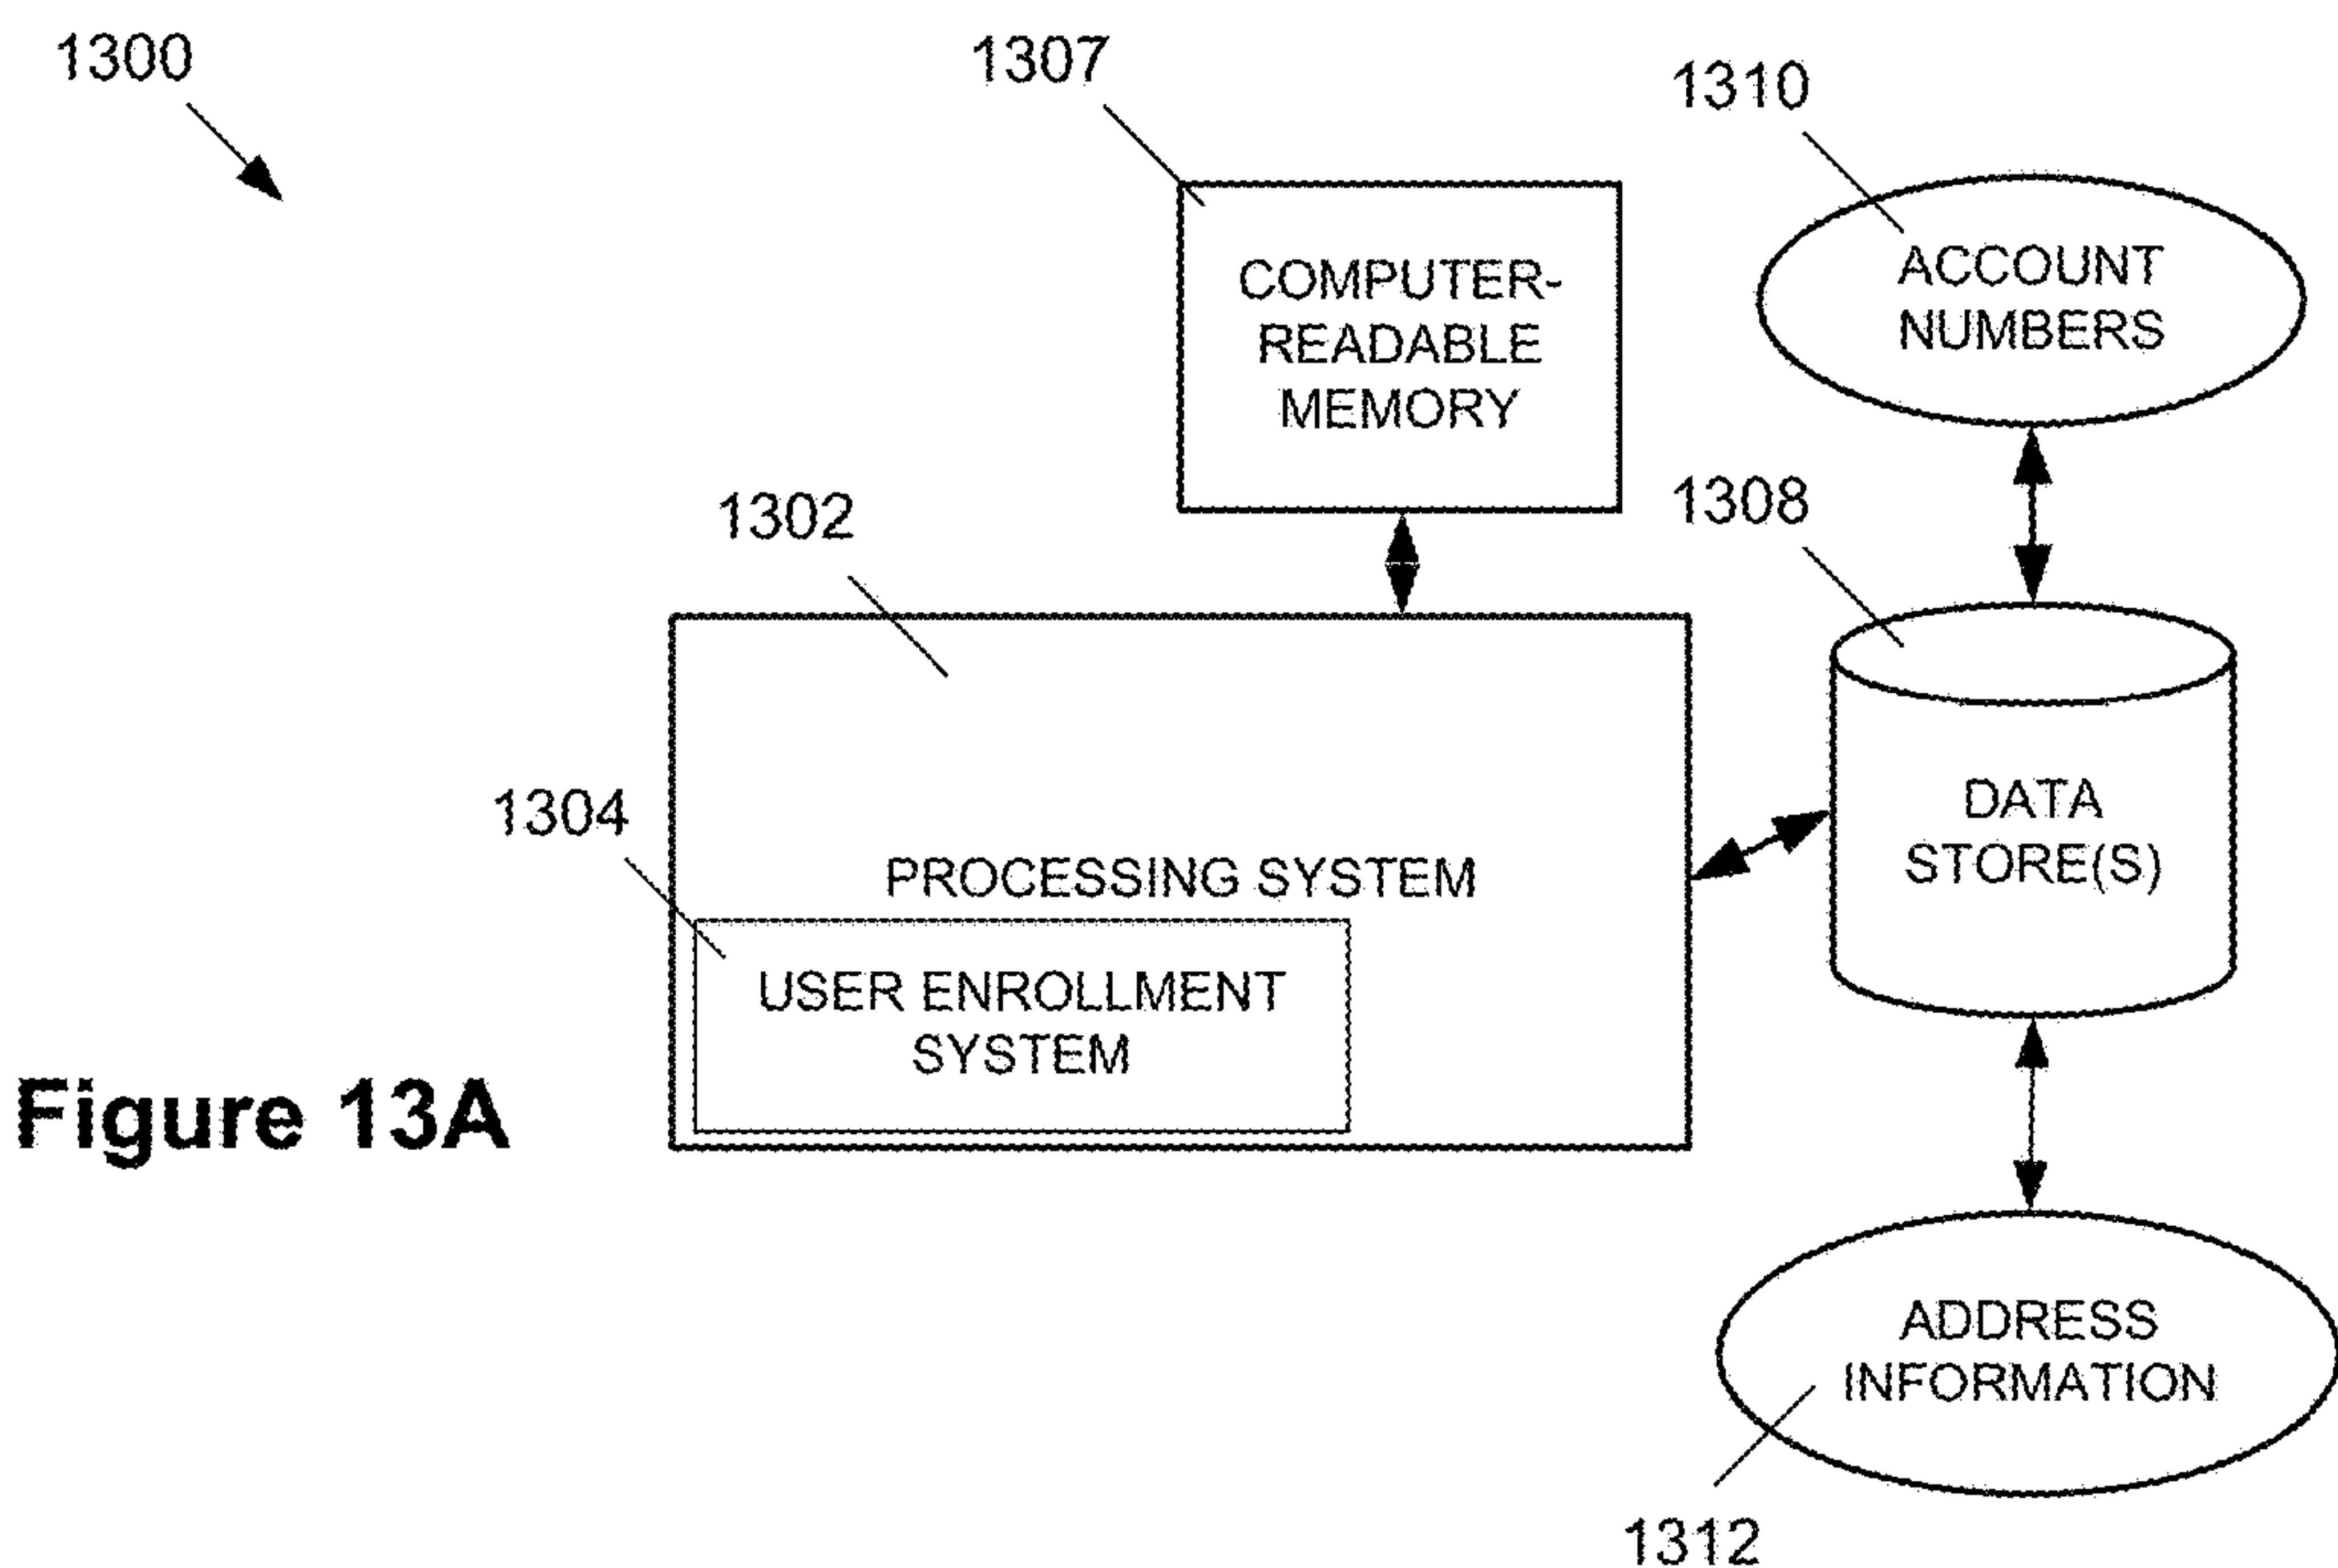 1300
1307
1310
COMPUTER-
READABLE
MEMORY
ACCOUNT
NUMBERS
1302
1308
1304
PROCESSING SYSTEM
DATA
STORE(S)
USER ENROLLMENT
SYSTEM
Figure 13A
ADDRESS
INFORMATION
1312